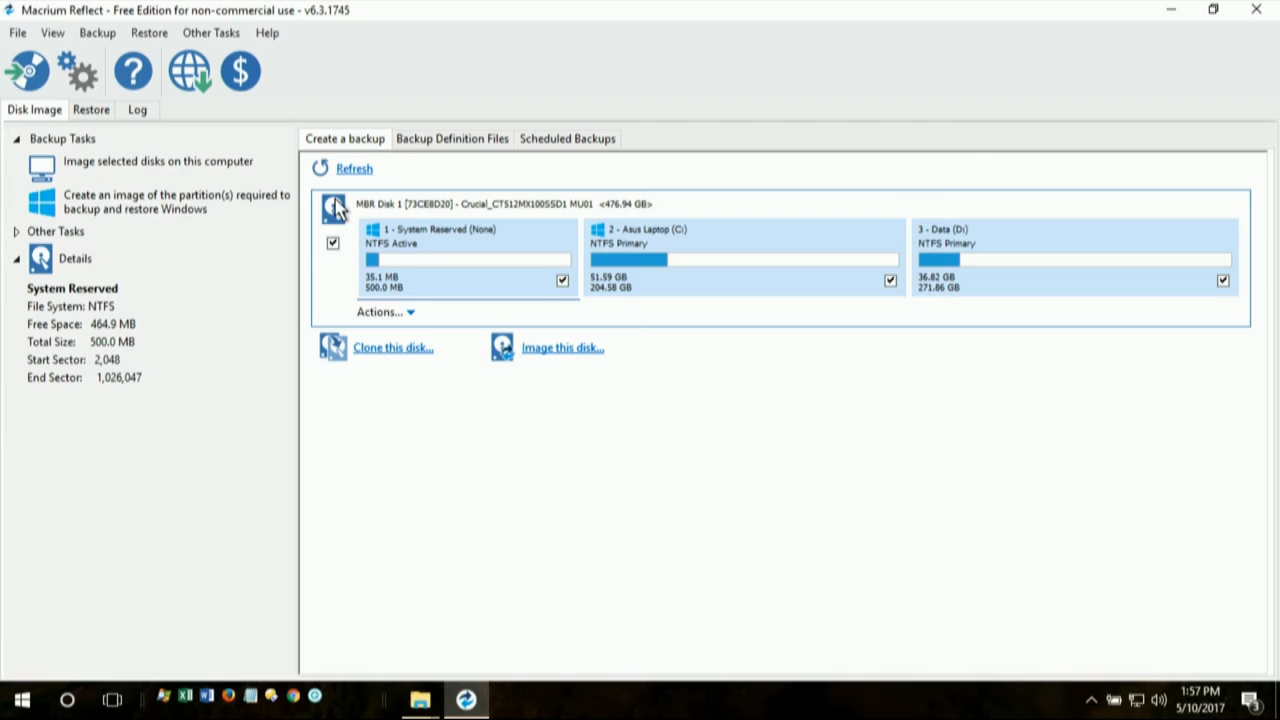 Macrium Reflect - Free Edition for non-commercial use - v6.3.1745
File View Backup Restore Other Tasks Help
Disk Image Restore Log
Backup Tasks
Image selected disks on this computer
Create an image of the partition(s) required to
backup and restore Windows
Other Tasks
Details
System Reserved
File System: NTFS
Free Space: 464.9 MB
Total Size: 500.0 MB
Start Sector: 2,048
End Sector: 1,026,047
Create a backup Backup Definition Files Scheduled Backups
Refresh
MBR Disk 1 [73CE8D20] - Crucial_CT512MX100SSD1 MU01 <476.94 GB>
1 - System Reserved (None)
NTFS Active
35.1 MB
500.0 MB
2 - Asus Laptop (C:)
NTFS Primary
51.59 GB
204.58 GB
3 - Data (D:)
NTFS Primary
36.82 GB
271.86 GB
Actions...
Clone this disk... Image this disk...
1:57 PM
5/10/2017
3